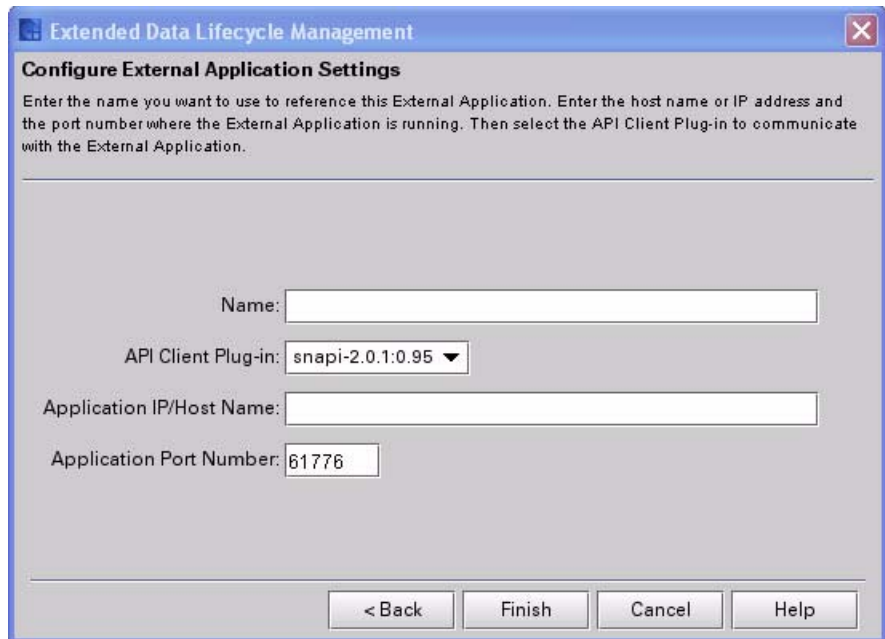 Extended Data Lifecycle Management
Configure External Application Settings
Enter the name you want to use to reference this External Application. Enter the host name or IP address and
the port number where the External Application is running. Then select the API Client Plug-in to communicate
with the External Application.
Name:
API Client Plug-in: snapi-2.0.1:0.95
Application IP/Host Name:
Application Port Number: 61776
< Back Finish Cancel Help